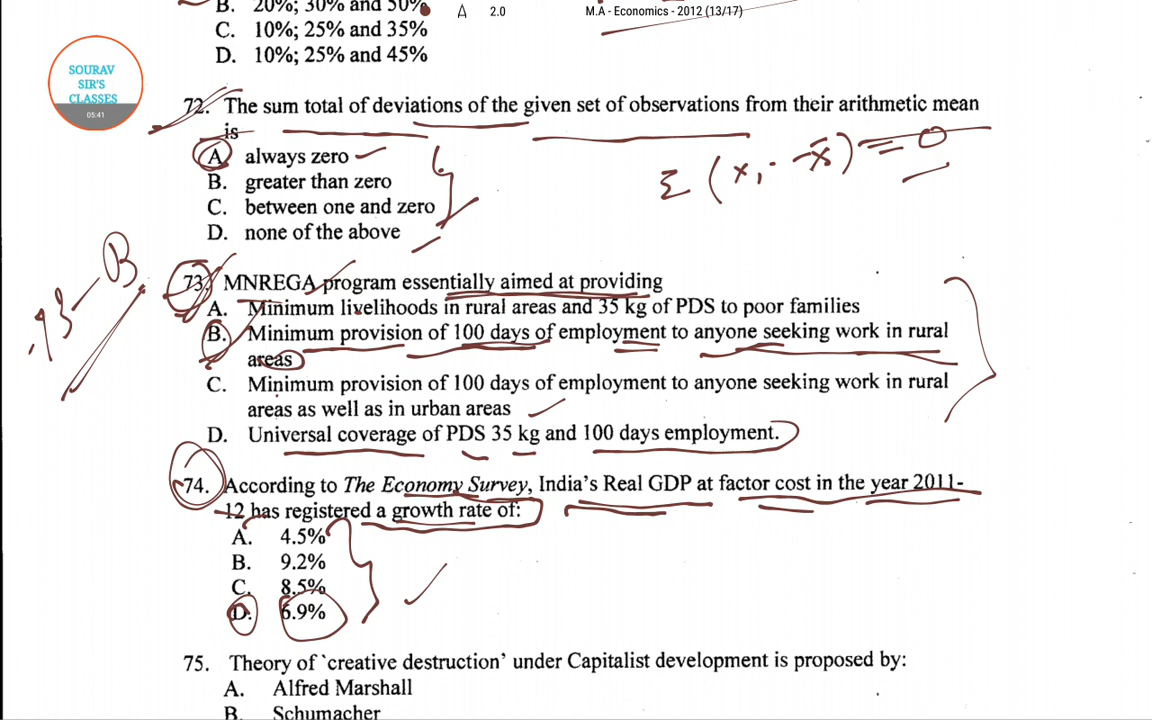 B. 20%; 30% and 50%
A 2.0 M.A - Economics - 2012 (13/17)
C. 10%; 25% and 35%
D. 10%; 25% and 45%
SOURAV
SIR'S
CLASSES
05:41
72. The sum total of deviations of the given set of observations from their arithmetic mean
is
A. always zero
B. greater than zero
C. between one and zero
D. none of the above
Σ (xᵢ - x̄) = 0
73. MNREGA program essentially aimed at providing
A. Minimum livelihoods in rural areas and 35 kg of PDS to poor families
B. Minimum provision of 100 days of employment to anyone seeking work in rural
areas
C. Minimum provision of 100 days of employment to anyone seeking work in rural
areas as well as in urban areas
D. Universal coverage of PDS 35 kg and 100 days employment.
73 - B.
74. According to The Economy Survey, India's Real GDP at factor cost in the year 2011-
12 has registered a growth rate of:
A. 4.5%
B. 9.2%
C. 8.5%
D. 6.9%
75. Theory of `creative destruction' under Capitalist development is proposed by:
A. Alfred Marshall
B. Schumacher